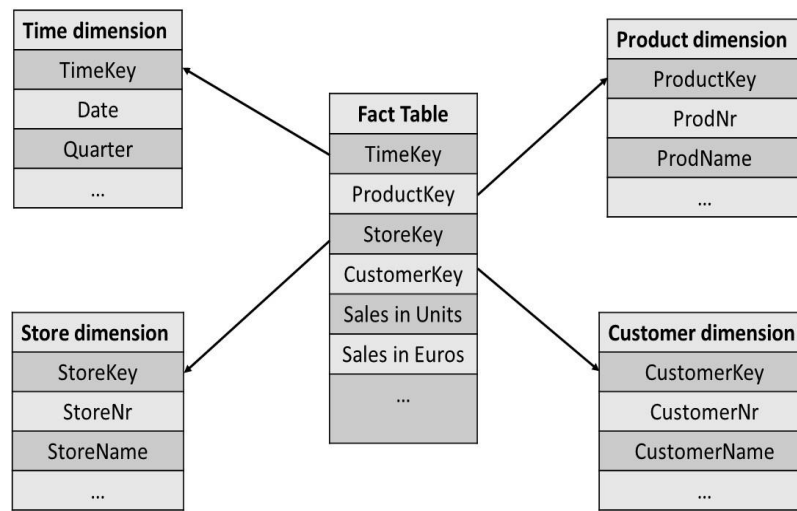 Time dimension
TimeKey
Date
Quarter
...
Fact Table
TimeKey
ProductKey
StoreKey
CustomerKey
Sales in Units
Sales in Euros
...
Product dimension
ProductKey
ProdNr
ProdName
...
Store dimension
StoreKey
StoreNr
StoreName
...
Customer dimension
CustomerKey
CustomerNr
CustomerName
...